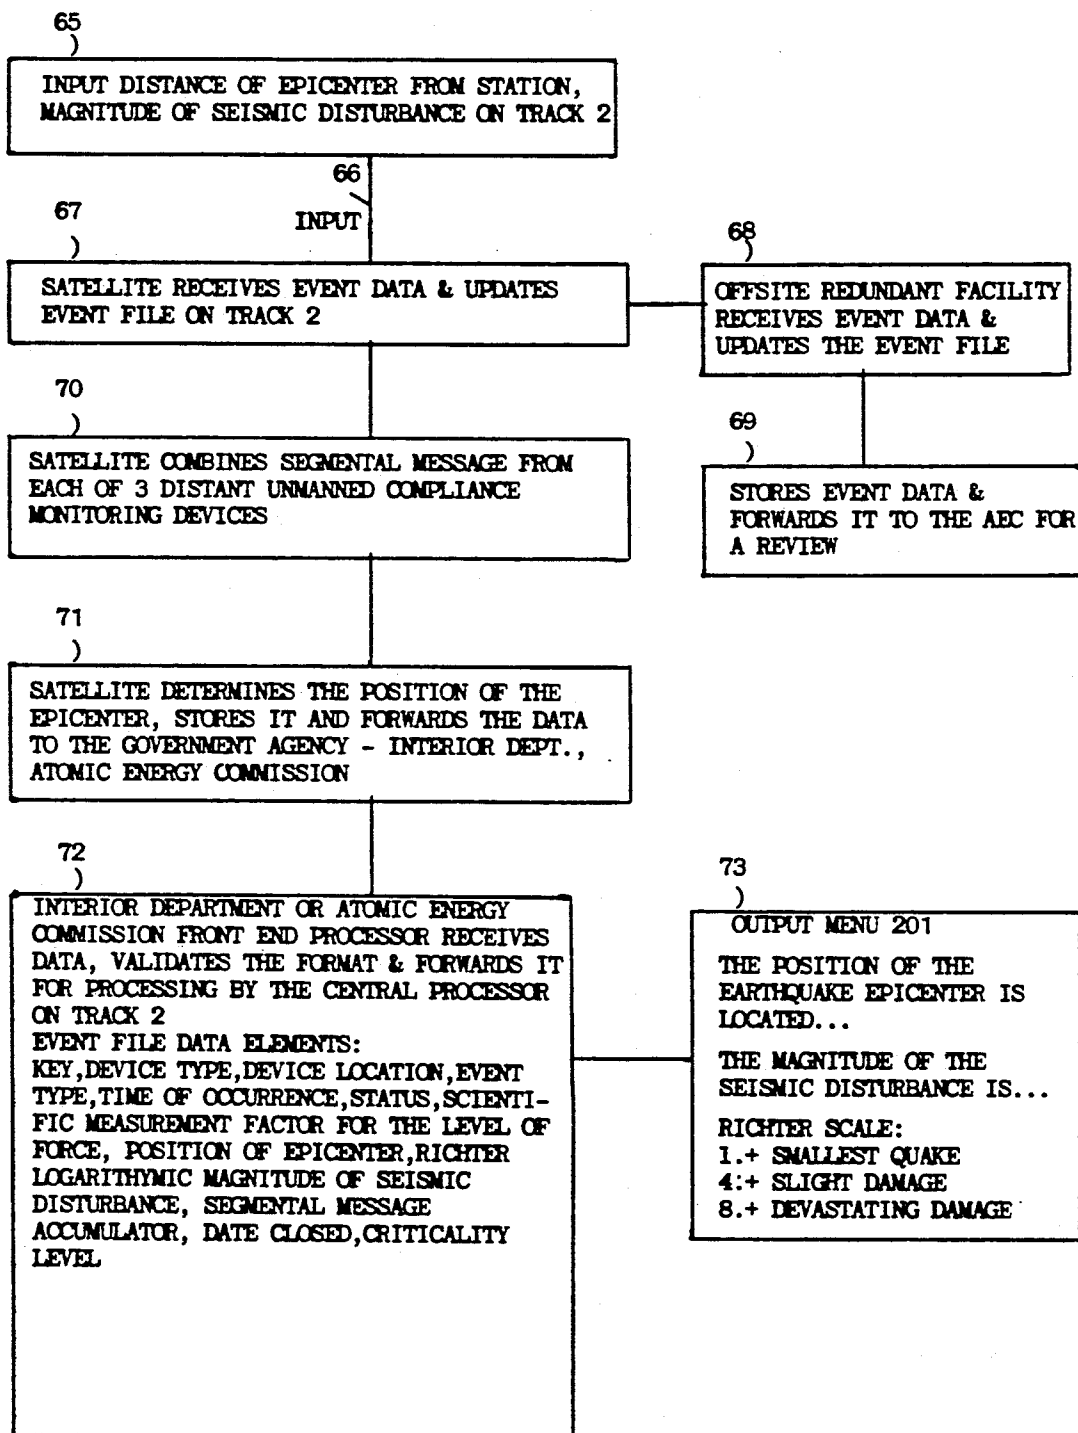 65
INPUT DISTANCE OF EPICENTER FROM STATION,
MAGNITUDE OF SEISMIC DISTURBANCE ON TRACK 2
66
INPUT
67
SATELLITE RECEIVES EVENT DATA & UPDATES
EVENT FILE ON TRACK 2
68
OFFSITE REDUNDANT FACILITY
RECEIVES EVENT DATA &
UPDATES THE EVENT FILE
69
STORES EVENT DATA &
FORWARDS IT TO THE AEC FOR
A REVIEW
70
SATELLITE COMBINES SEGMENTAL MESSAGE FROM
EACH OF 3 DISTANT UNMANNED COMPLIANCE
MONITORING DEVICES
71
SATELLITE DETERMINES THE POSITION OF THE
EPICENTER, STORES IT AND FORWARDS THE DATA
TO THE GOVERNMENT AGENCY - INTERIOR DEPT.,
ATOMIC ENERGY COMMISSION
72
INTERIOR DEPARTMENT OR ATOMIC ENERGY
COMMISSION FRONT END PROCESSOR RECEIVES
DATA, VALIDATES THE FORMAT & FORWARDS IT
FOR PROCESSING BY THE CENTRAL PROCESSOR
ON TRACK 2
EVENT FILE DATA ELEMENTS:
KEY,DEVICE TYPE,DEVICE LOCATION,EVENT
TYPE,TIME OF OCCURRENCE,STATUS,SCIENTI-
FIC MEASUREMENT FACTOR FOR THE LEVEL OF
FORCE, POSITION OF EPICENTER,RICHTER
LOGARITHYMIC MAGNITUDE OF SEISMIC
DISTURBANCE, SEGMENTAL MESSAGE
ACCUMULATOR, DATE CLOSED,CRITICALITY
LEVEL
73
OUTPUT MENU 201
THE POSITION OF THE
EARTHQUAKE EPICENTER IS
LOCATED...
THE MAGNITUDE OF THE
SEISMIC DISTURBANCE IS...
RICHTER SCALE:
1.+ SMALLEST QUAKE
4:+ SLIGHT DAMAGE
8.+ DEVASTATING DAMAGE